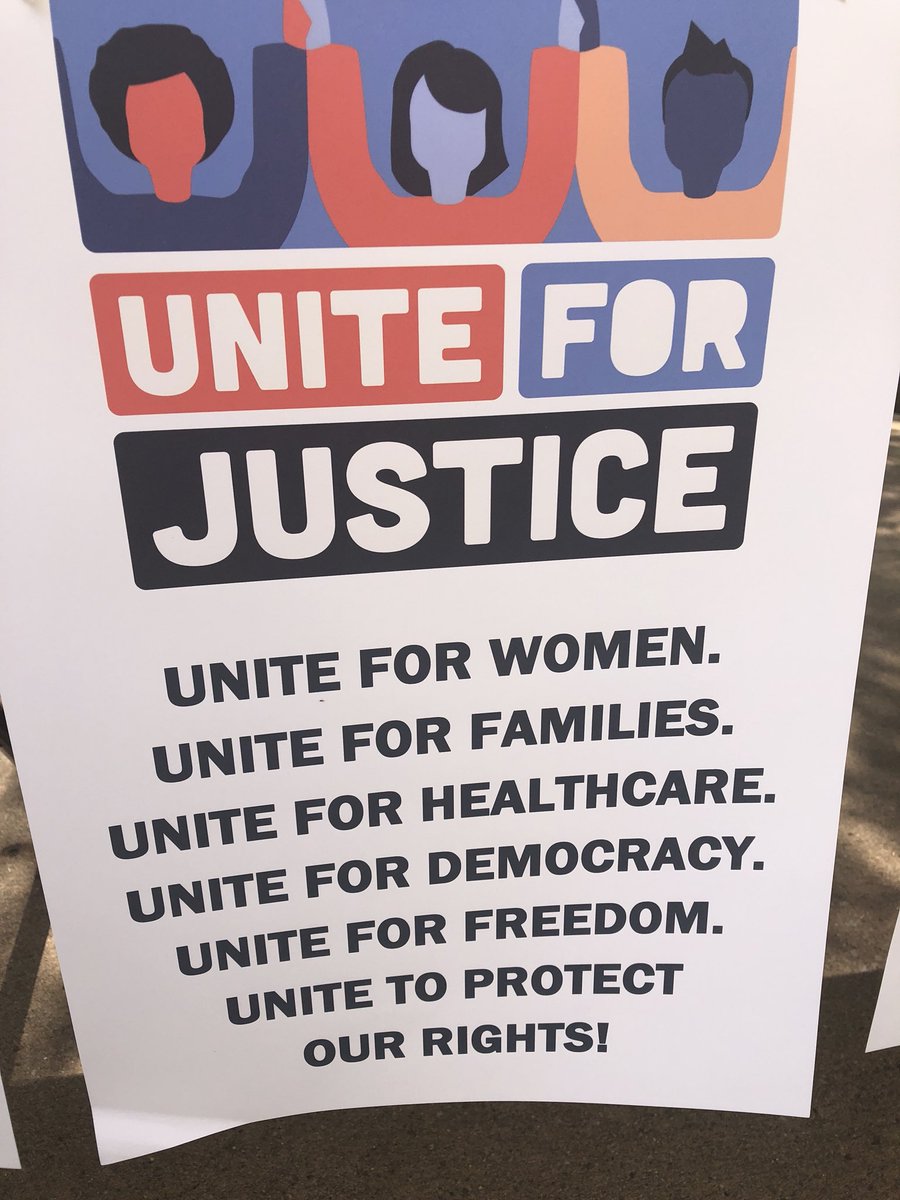 UNITE FOR
JUSTICE
UNITE FOR WOMEN.
UNITE FOR FAMILIES.
UNITE FOR HEALTHCARE.
UNITE FOR DEMOCRACY.
UNITE FOR FREEDOM.
UNITE TO PROTECT
OUR RIGHTS!